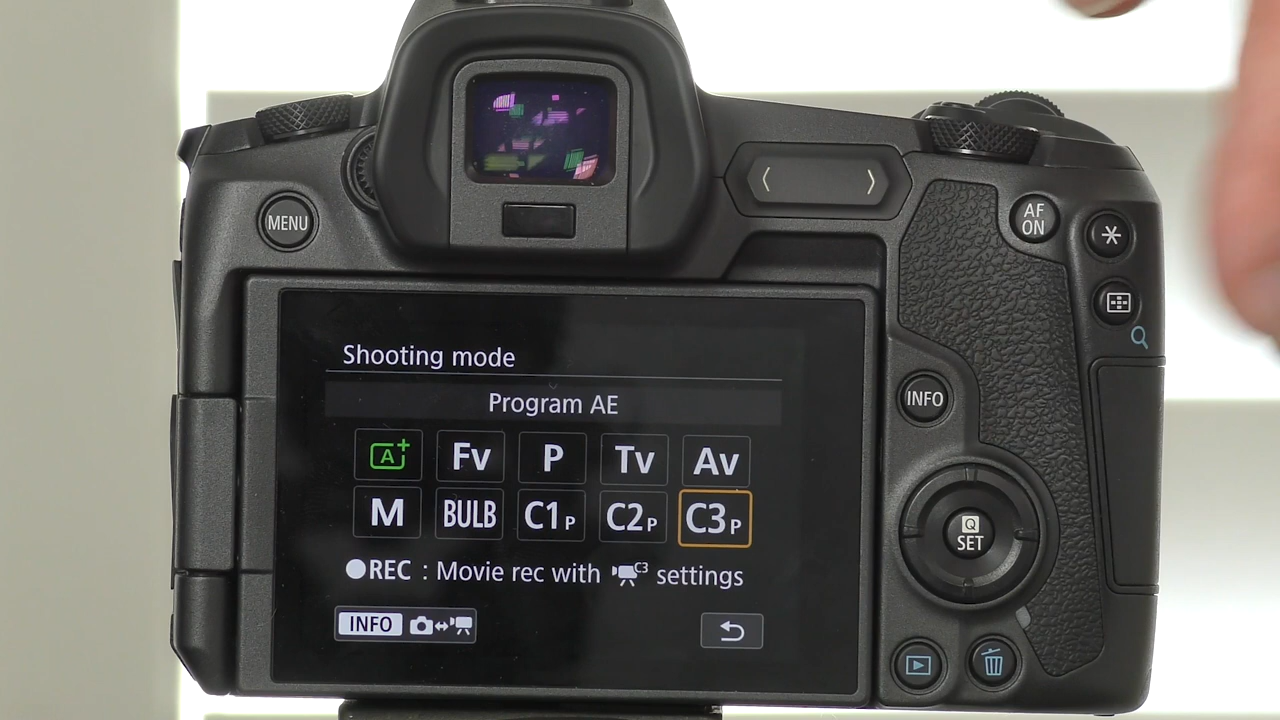 MENU
AF
ON
INFO
Q
SET
Shooting mode
Program AE
A+ Fv P Tv Av
M BULB C1P C2P C3P
●REC : Movie rec with C3 settings
INFO